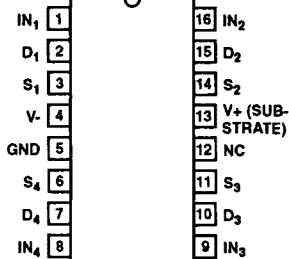 IN1 1 16 IN2
D1 2 15 D2
S1 3 14 S2
V- 4 13 V+ (SUB-
STRATE)
GND 5 12 NC
S4 6 11 S3
D4 7 10 D3
IN4 8 9 IN3